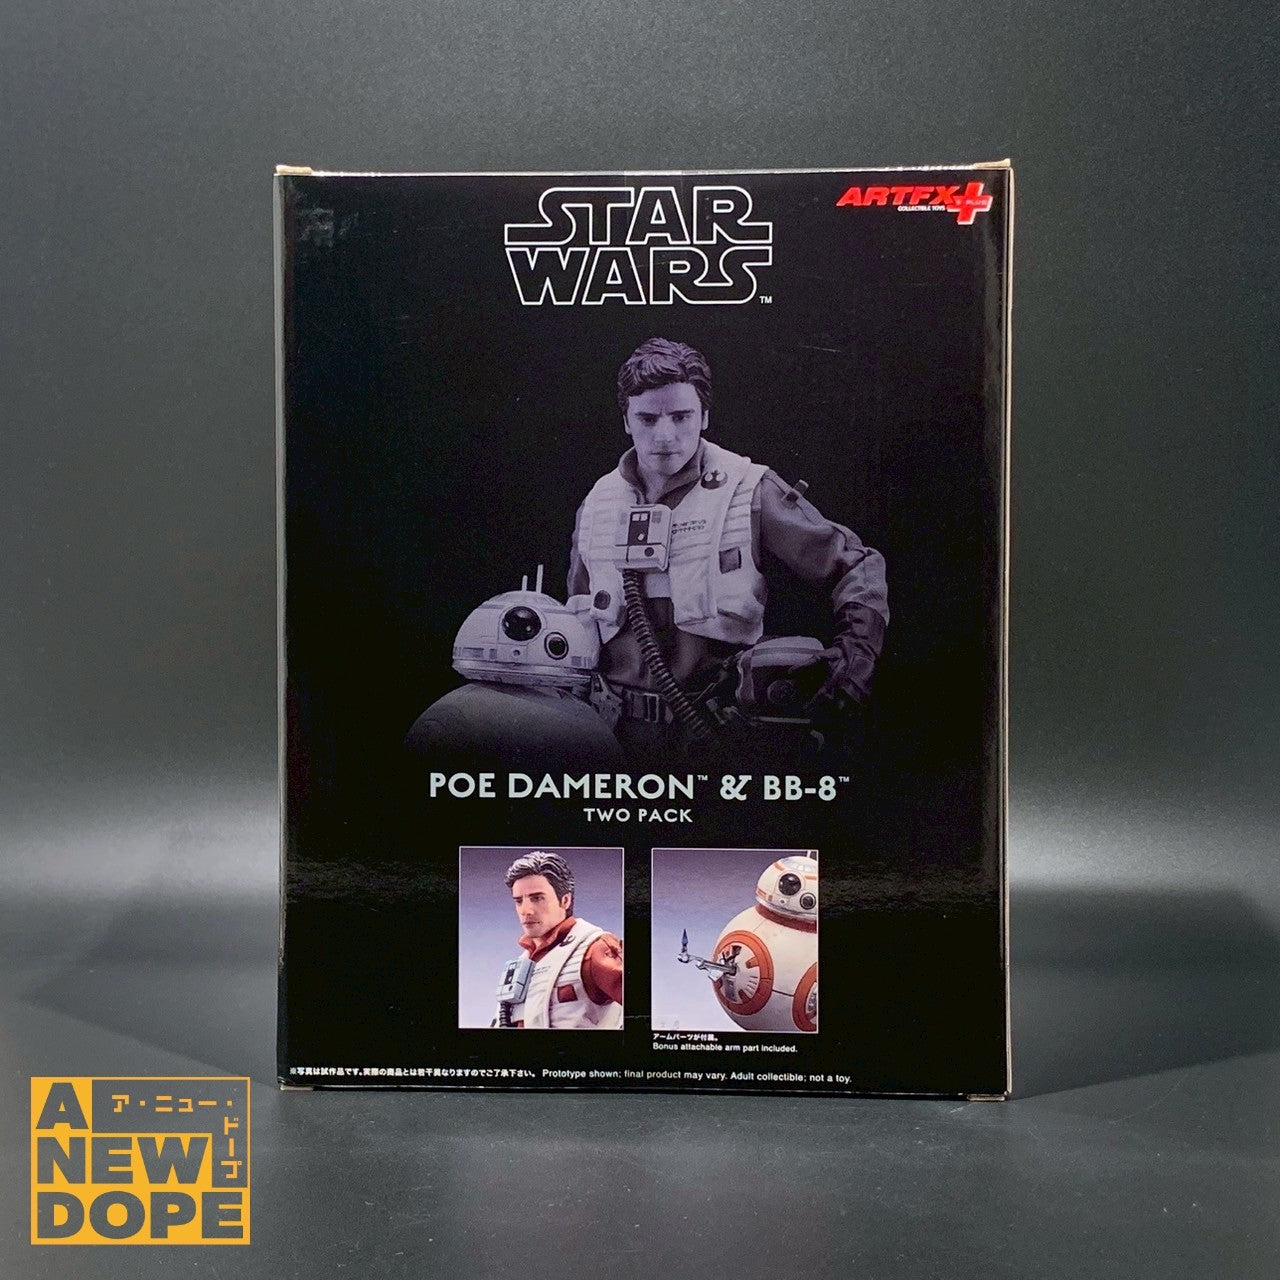 STAR
WARS™
ARTFX+
COLLECTIBLE TOYS
POE DAMERON™ & BB-8™
TWO PACK
アームパーツが付属。
Bonus attachable arm part included.
※写真は試作品です。実際の商品とは若干異なりますのでご了承下さい。 Prototype shown; final product may vary. Adult collectible; not a toy.
A ア・ニュー・
NEW ドープ
DOPE